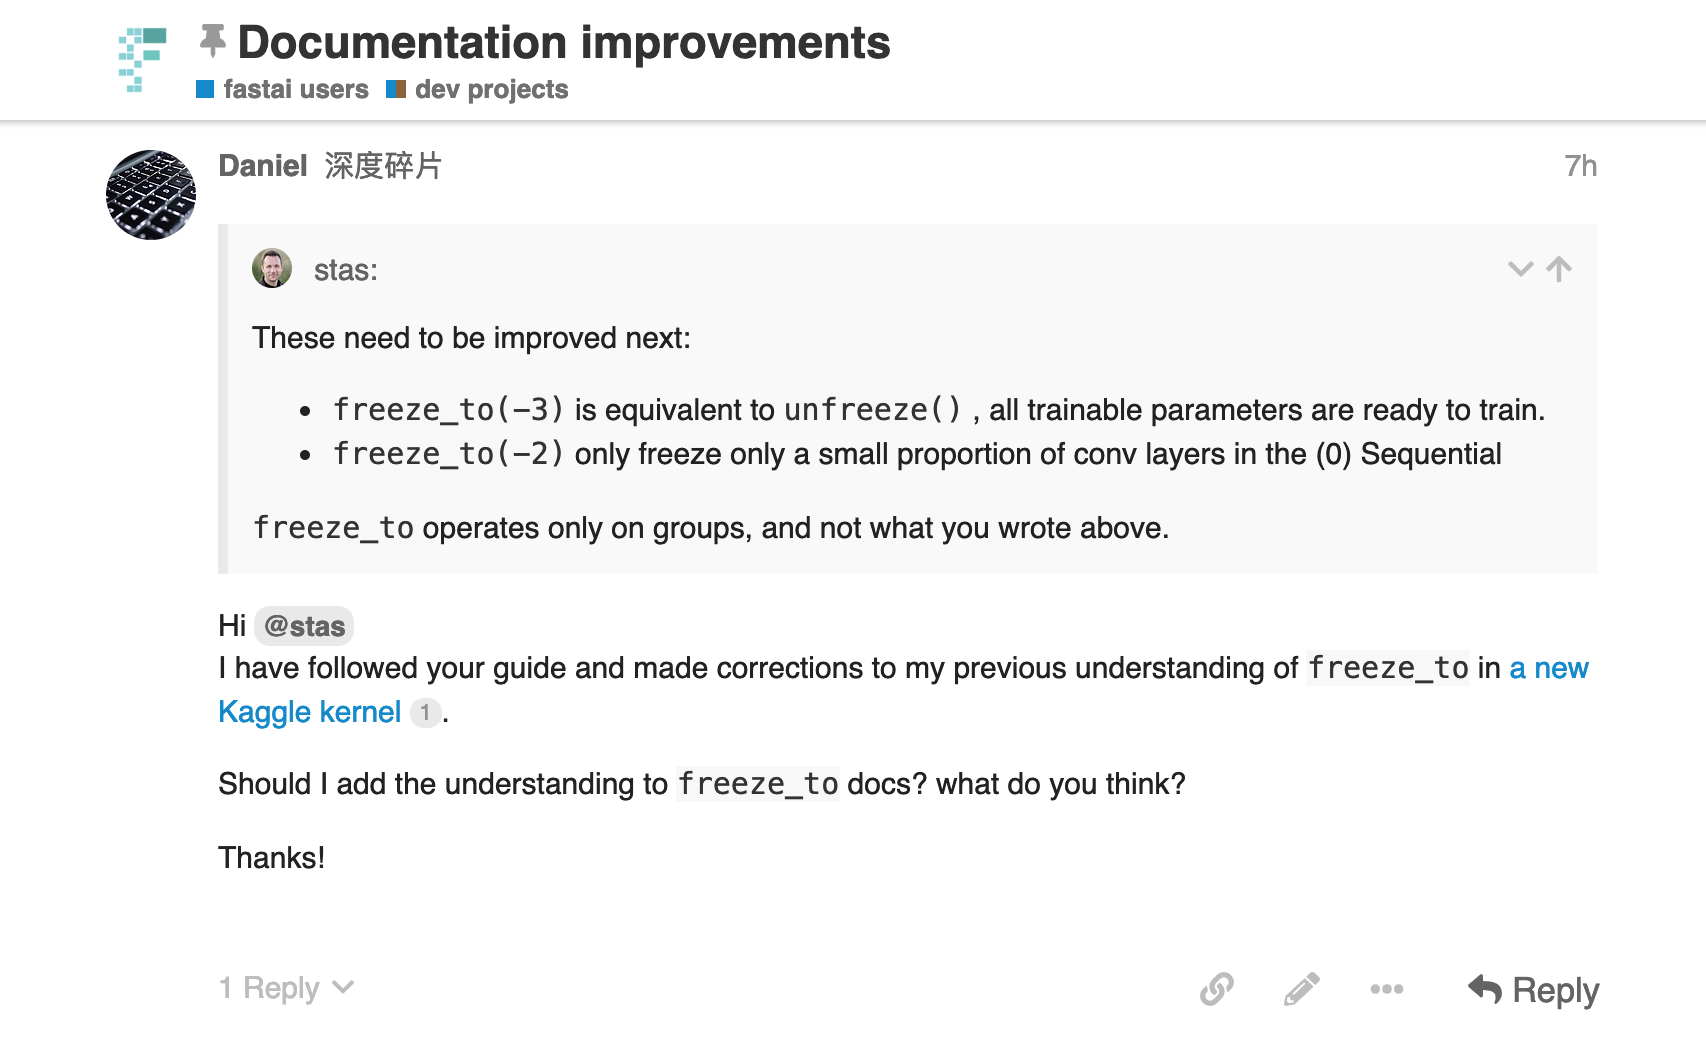 Documentation improvements
fastai users dev projects
Daniel 深度碎片 7h
stas:
These need to be improved next:
• freeze_to(-3) is equivalent to unfreeze() , all trainable parameters are ready to train.
• freeze_to(-2) only freeze only a small proportion of conv layers in the (0) Sequential
freeze_to operates only on groups, and not what you wrote above.
Hi @stas
I have followed your guide and made corrections to my previous understanding of freeze_to in a new
Kaggle kernel 1.
Should I add the understanding to freeze_to docs? what do you think?
Thanks!
1 Reply Reply